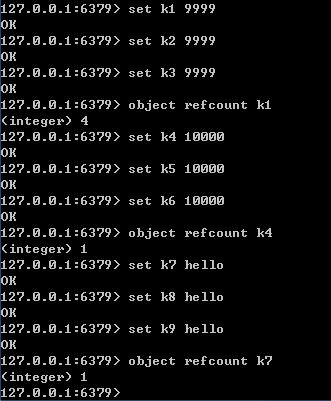 127.0.0.1:6379> set k1 9999
OK
127.0.0.1:6379> set k2 9999
OK
127.0.0.1:6379> set k3 9999
OK
127.0.0.1:6379> object refcount k1
(integer) 4
127.0.0.1:6379> set k4 10000
OK
127.0.0.1:6379> set k5 10000
OK
127.0.0.1:6379> set k6 10000
OK
127.0.0.1:6379> object refcount k4
(integer) 1
127.0.0.1:6379> set k7 hello
OK
127.0.0.1:6379> set k8 hello
OK
127.0.0.1:6379> set k9 hello
OK
127.0.0.1:6379> object refcount k7
(integer) 1
127.0.0.1:6379>